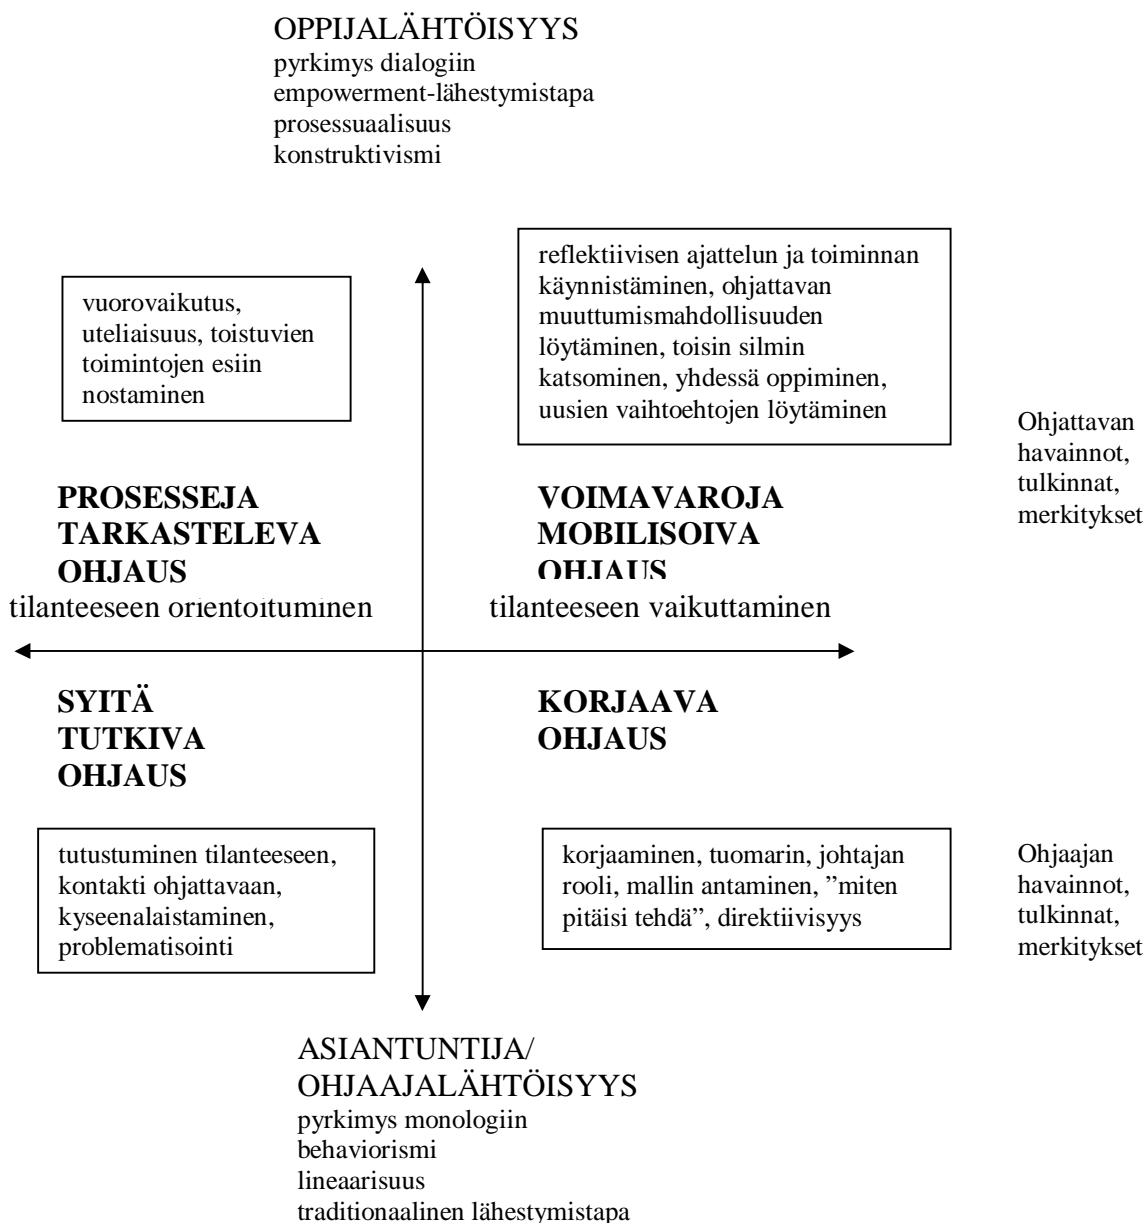 OPPIJALÄHTÖISYYS
pyrkimys dialogiin
empowerment-lähestymistapa
prosessuaalisuus
konstruktivismi
vuorovaikutus,
uteliaisuus, toistuvien
toimintojen esiin
nostaminen
reflektiivisen ajattelun ja toiminnan
käynnistäminen, ohjattavan
muuttumismahdollisuuden
löytäminen, toisin silmin
katsominen, yhdessä oppiminen,
uusien vaihtoehtojen löytäminen
Ohjattavan
havainnot,
tulkinnat,
merkitykset
PROSESSEJA
TARKASTELEVA
OHJAUS
VOIMAVAROJA
MOBILISOIVA
OHJAUS
tilanteeseen orientoituminen
tilanteeseen vaikuttaminen
SYITÄ
TUTKIVA
OHJAUS
KORJAAVA
OHJAUS
tutustuminen tilanteeseen,
kontakti ohjattavaan,
kyseenalaistaminen,
problematisointi
korjaaminen, tuomarin, johtajan
rooli, mallin antaminen, ”miten
pitäisi tehdä”, direktiivisyys
Ohjaajan
havainnot,
tulkinnat,
merkitykset
ASIANTUNTIJA/
OHJAAJALÄHTÖISYYS
pyrkimys monologiin
behaviorismi
lineaarisuus
traditionaalinen lähestymistapa